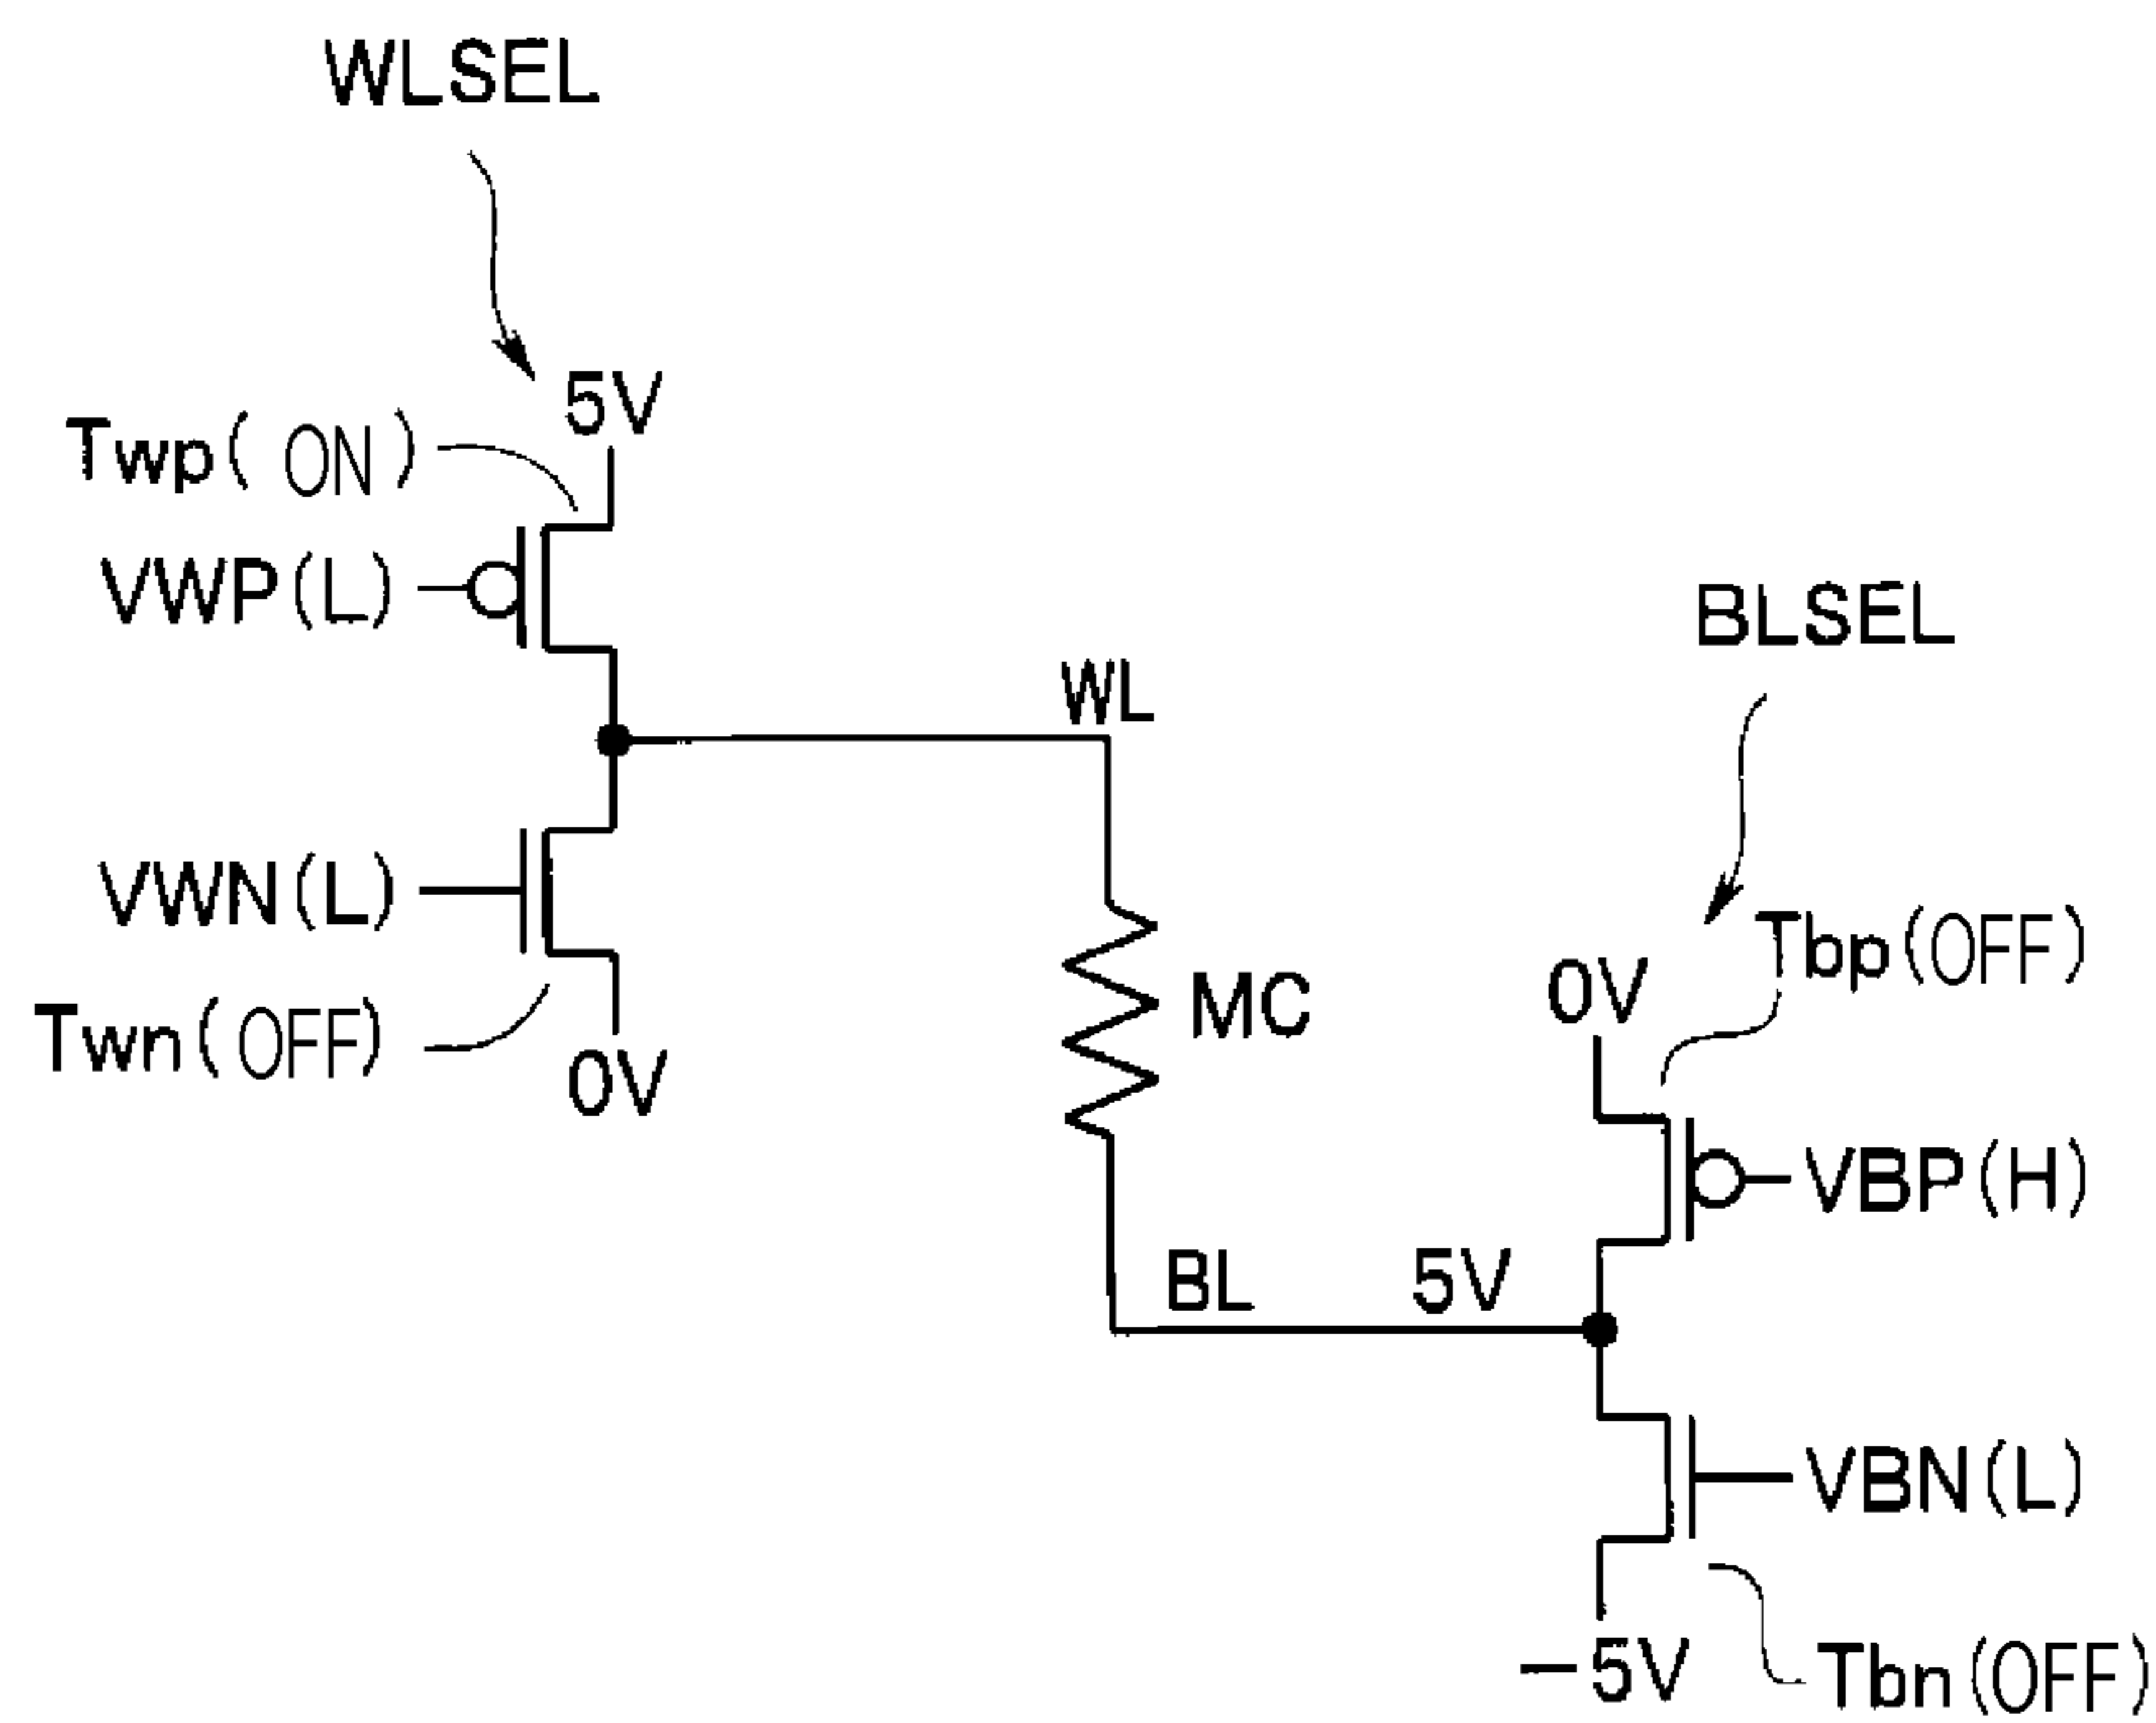 WLSEL
5V
Twp(ON)
VWP(L)
BLSEL
WL
VWN(L)
Tbp(OFF)
0V
MC
Twn(OFF)
0V
VBP(H)
BL
5V
VBN(L)
-5V
Tbn(OFF)